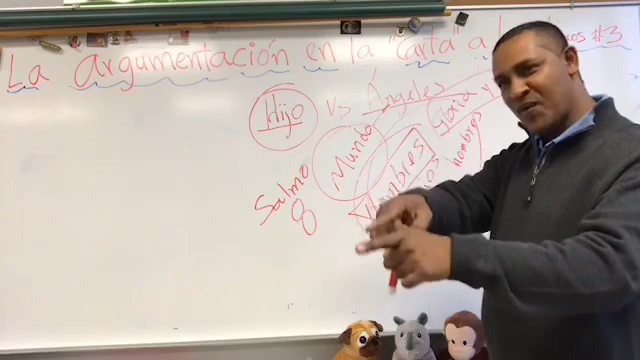 La argumentación en la "carta" a los #3
Hijo vs Ángeles
Gloria y
Mundo
Hombres
hombres
Salmo
8